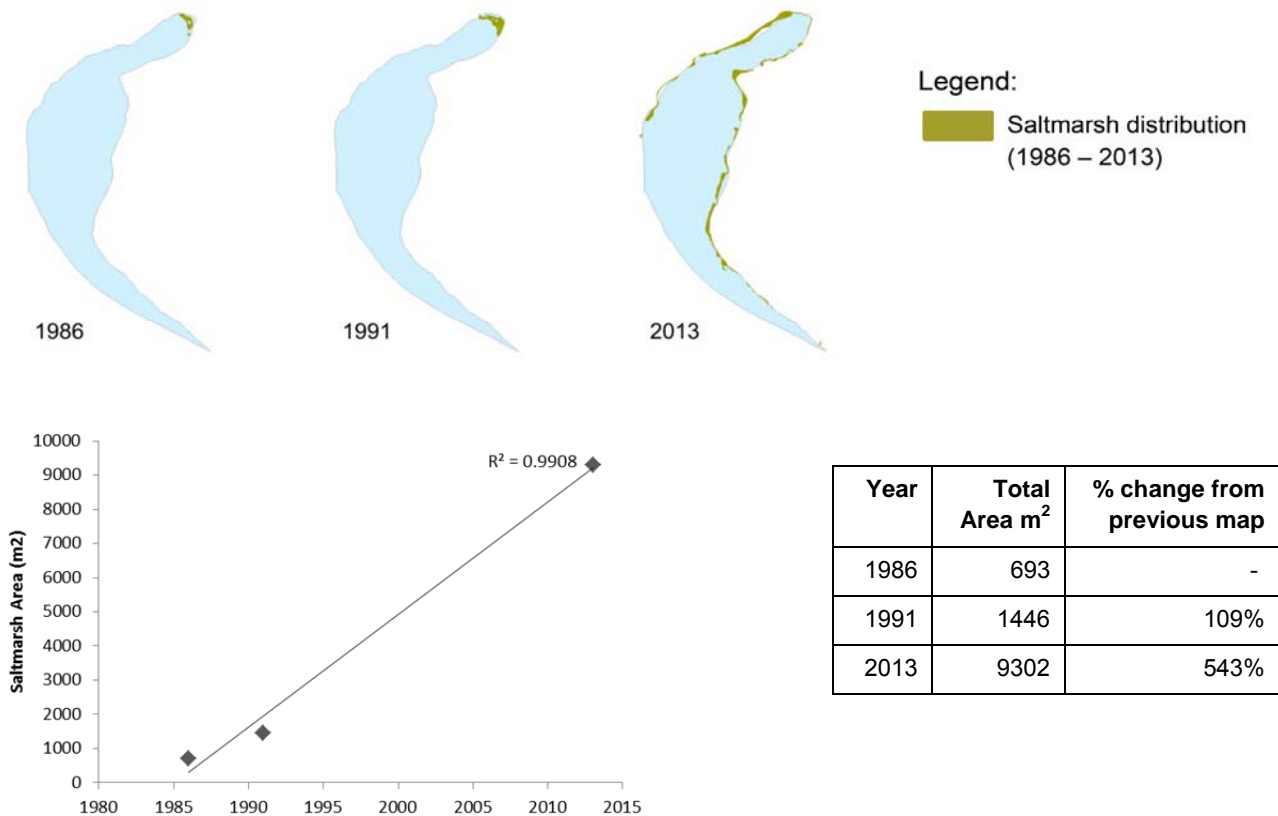 Legend:
Saltmarsh distribution
(1986 – 2013)
1986
1991
2013
10000
9000
8000
7000
6000
5000
4000
3000
2000
1000
0
Saltmarsh Area (m2)
R² = 0.9908
1980
1985
1990
1995
2000
2005
2010
2015
Year Total Area m² % change from previous map
1986 693 -
1991 1446 109%
2013 9302 543%